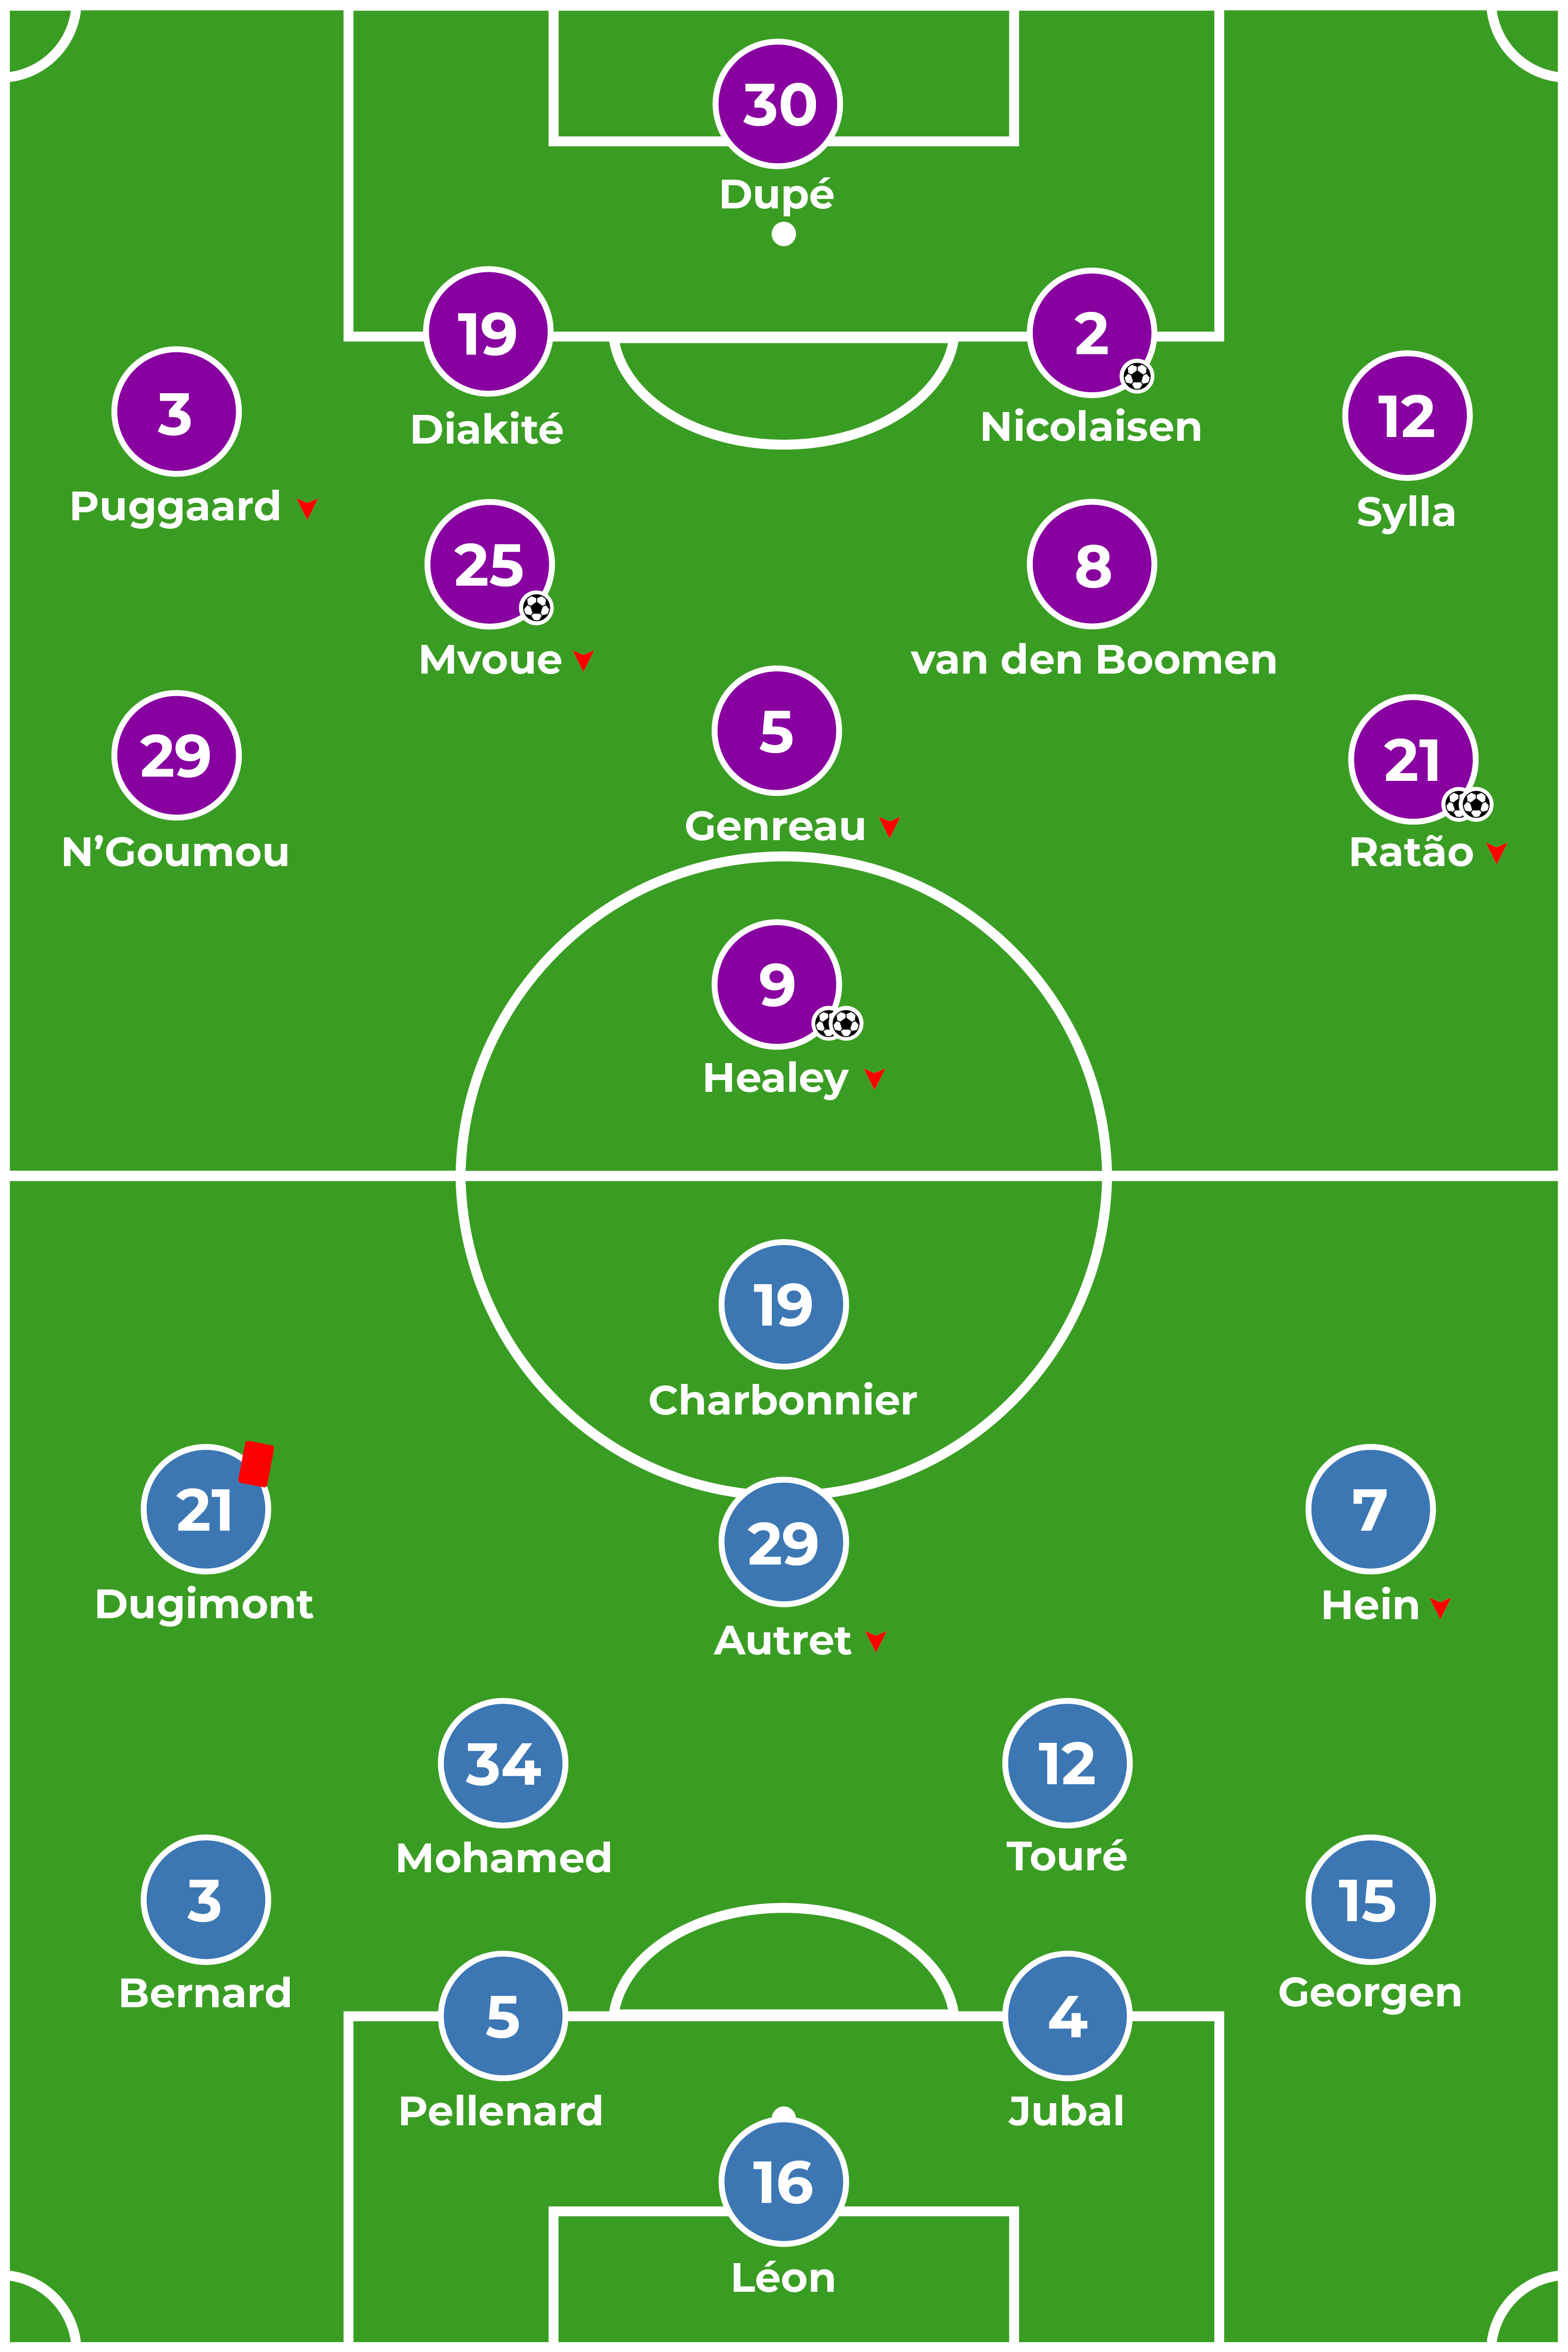 30
Dupé
19
Diakité
2
Nicolaisen
3
Puggaard
12
Sylla
25
Mvoue
8
van den Boomen
5
Genreau
29
N’Goumou
21
Ratão
9
Healey
19
Charbonnier
21
Dugimont
29
Autret
7
Hein
34
Mohamed
12
Touré
3
Bernard
15
Georgen
5
Pellenard
4
Jubal
16
Léon